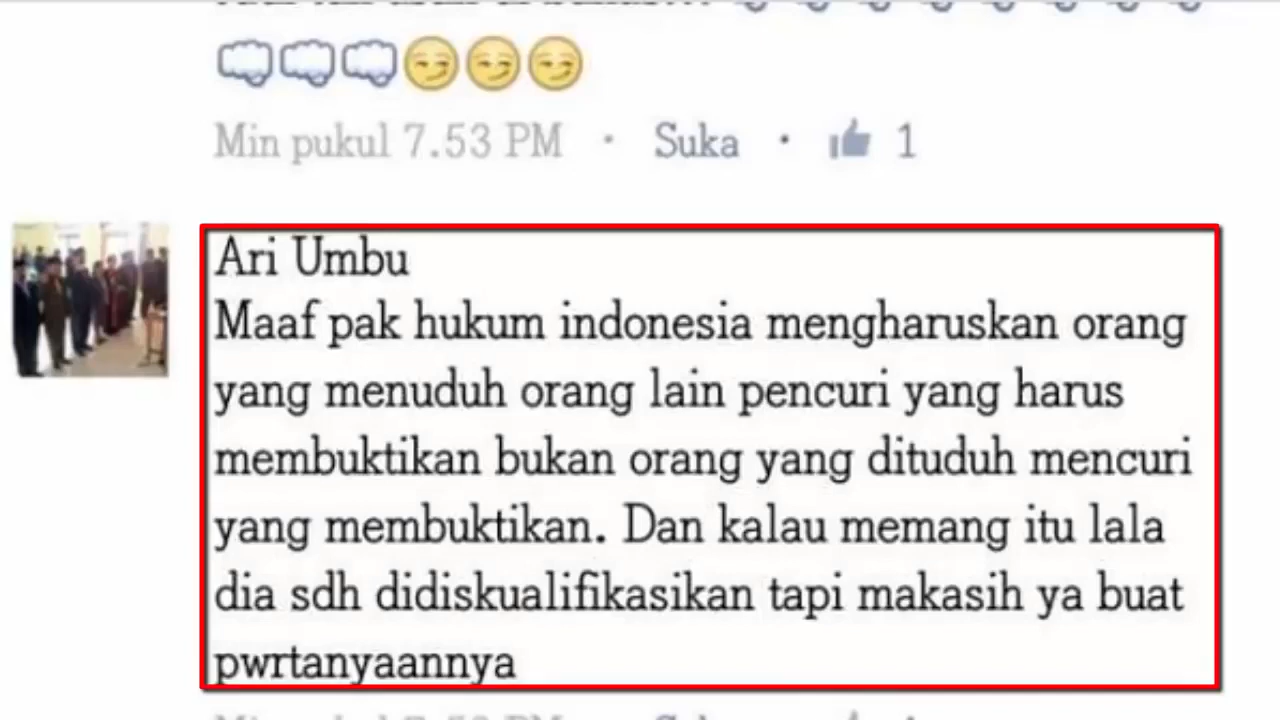 Min pukul 7.53 PM · Suka · 1
Ari Umbu
Maaf pak hukum indonesia mengharuskan orang
yang menuduh orang lain pencuri yang harus
membuktikan bukan orang yang dituduh mencuri
yang membuktikan. Dan kalau memang itu lala
dia sdh didiskualifikasikan tapi makasih ya buat
pwrtanyaannya